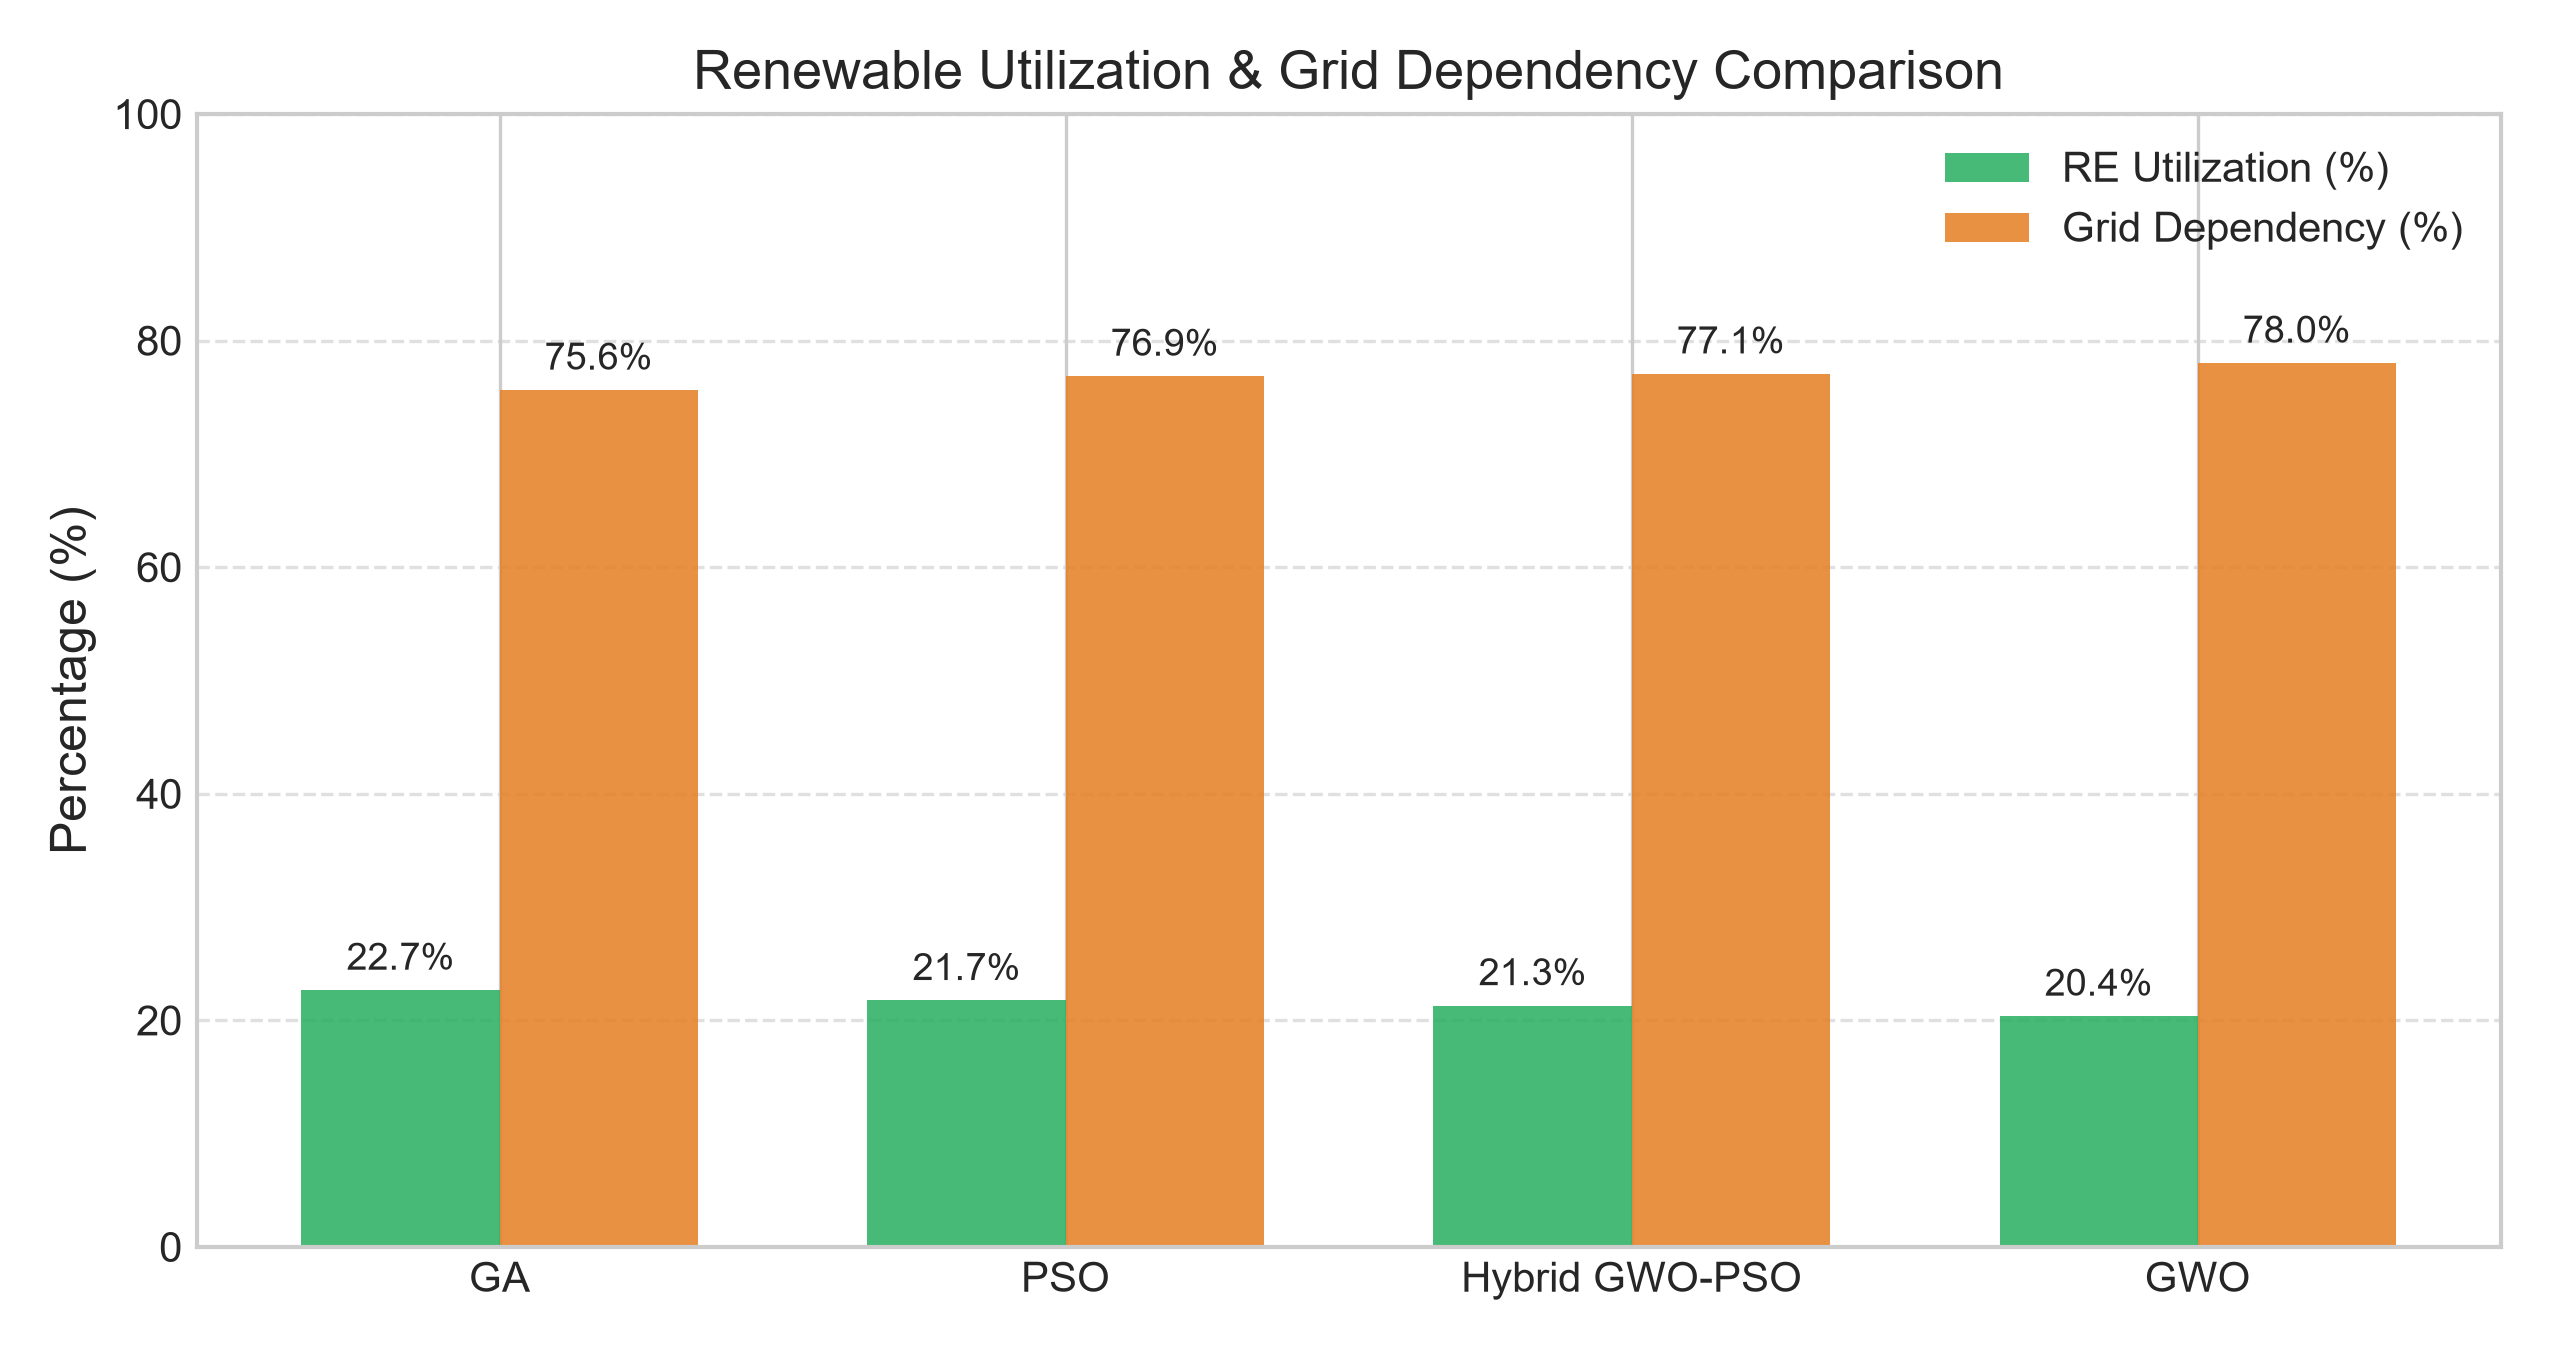 Renewable Utilization & Grid Dependency Comparison
100
RE Utilization (%)
Grid Dependency (%)
80
75.6%
76.9%
77.1%
78.0%
60
Percentage (%)
40
22.7%
21.7%
21.3%
20.4%
20
0
GA
PSO
Hybrid GWO-PSO
GWO